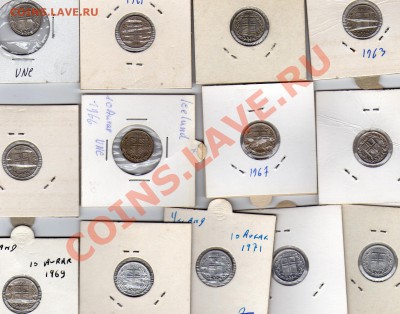 COINS.LAVE.RU
UNC
1963
10 Aurar
1966
UNC
Iceland
1967
10 AURAR
1969
10 AURAR
1971
COINS.LAVE.RU